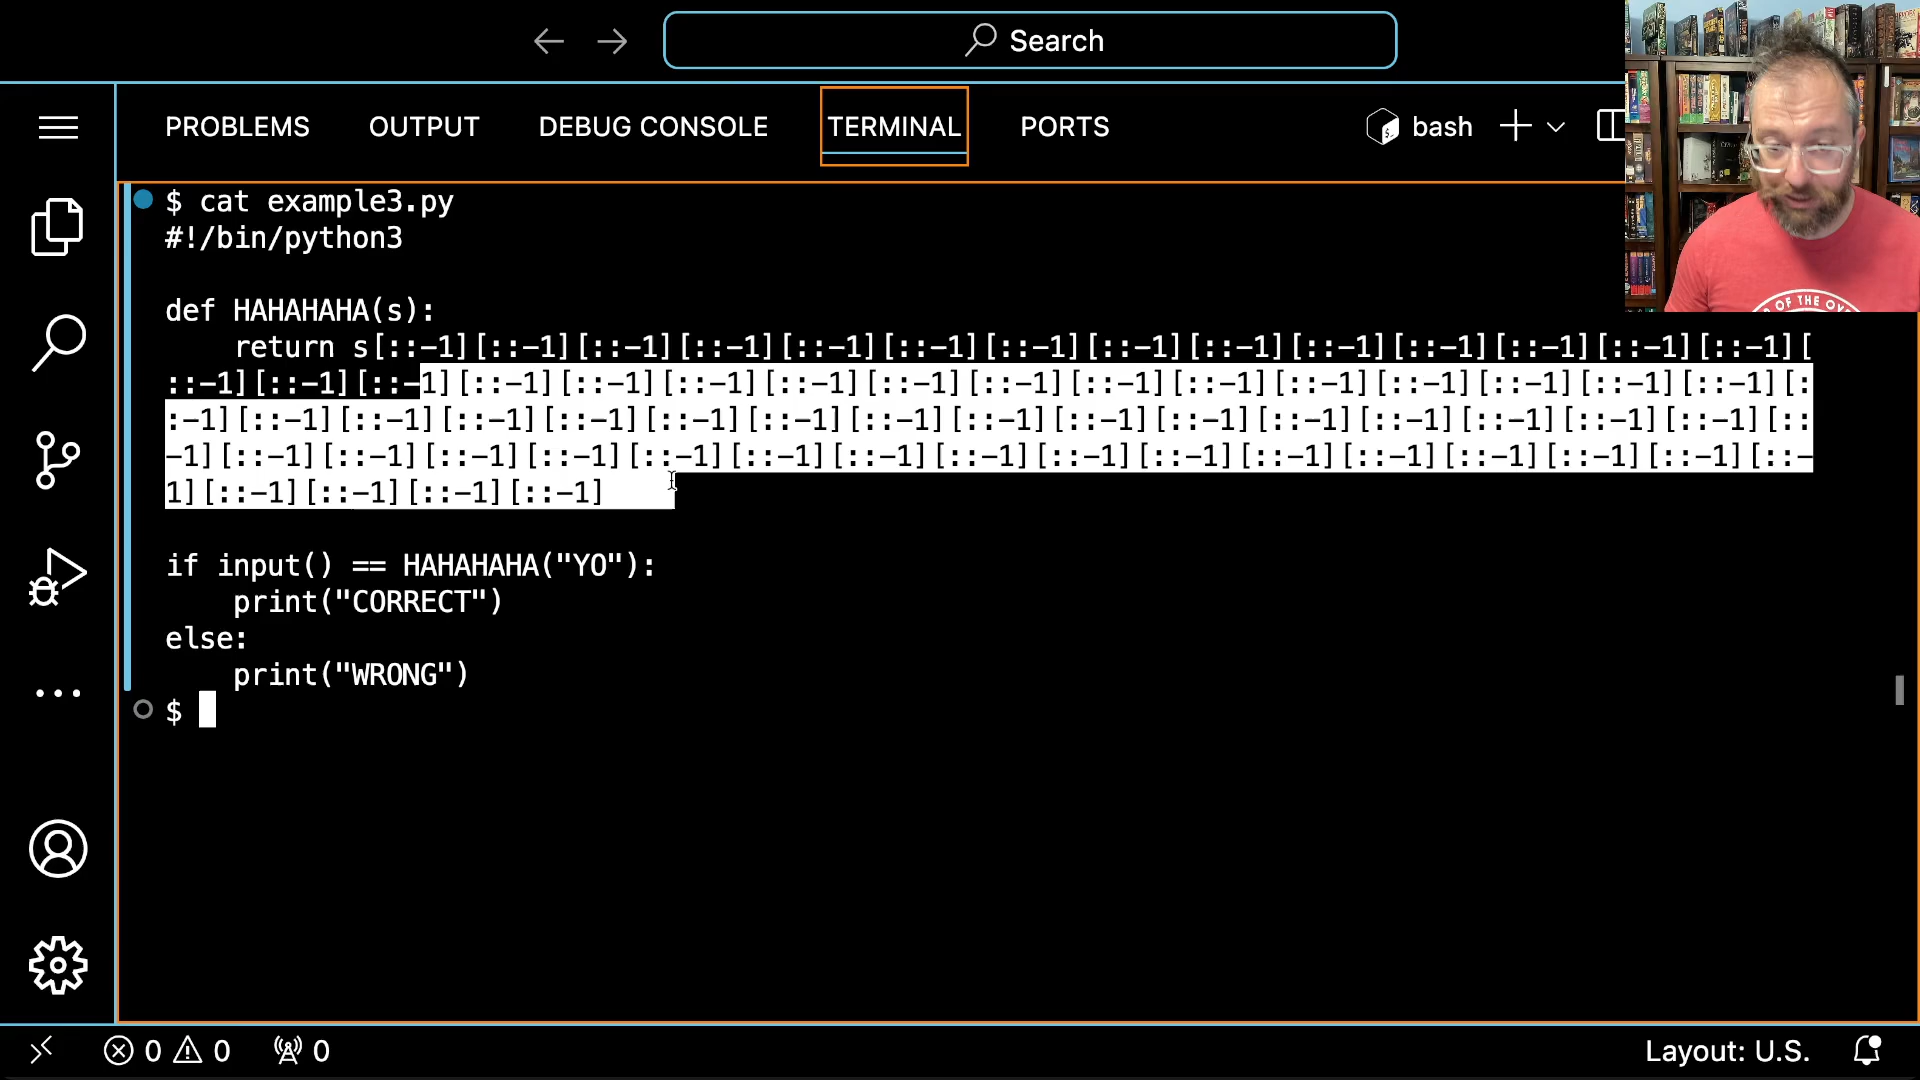 Search
PROBLEMS OUTPUT DEBUG CONSOLE TERMINAL PORTS bash
$ cat example3.py
#!/bin/python3
def HAHAHAHA(s):
return s[::-1][::-1][::-1][::-1][::-1][::-1][::-1][::-1][::-1][::-1][::-1][::-1][::-1][::-1][
::-1][::-1][::-1][::-1][::-1][::-1][::-1][::-1][::-1][::-1][::-1][::-1][::-1][::-1][::-1][::-1][:
:-1][::-1][::-1][::-1][::-1][::-1][::-1][::-1][::-1][::-1][::-1][::-1][::-1][::-1][::-1][::-1][::
-1][::-1][::-1][::-1][::-1][::-1][::-1][::-1][::-1][::-1][::-1][::-1][::-1][::-1][::-1][::-1][::-
1][::-1][::-1][::-1][::-1]
if input() == HAHAHAHA("YO"):
print("CORRECT")
else:
print("WRONG")
$
0 0 0 Layout: U.S.